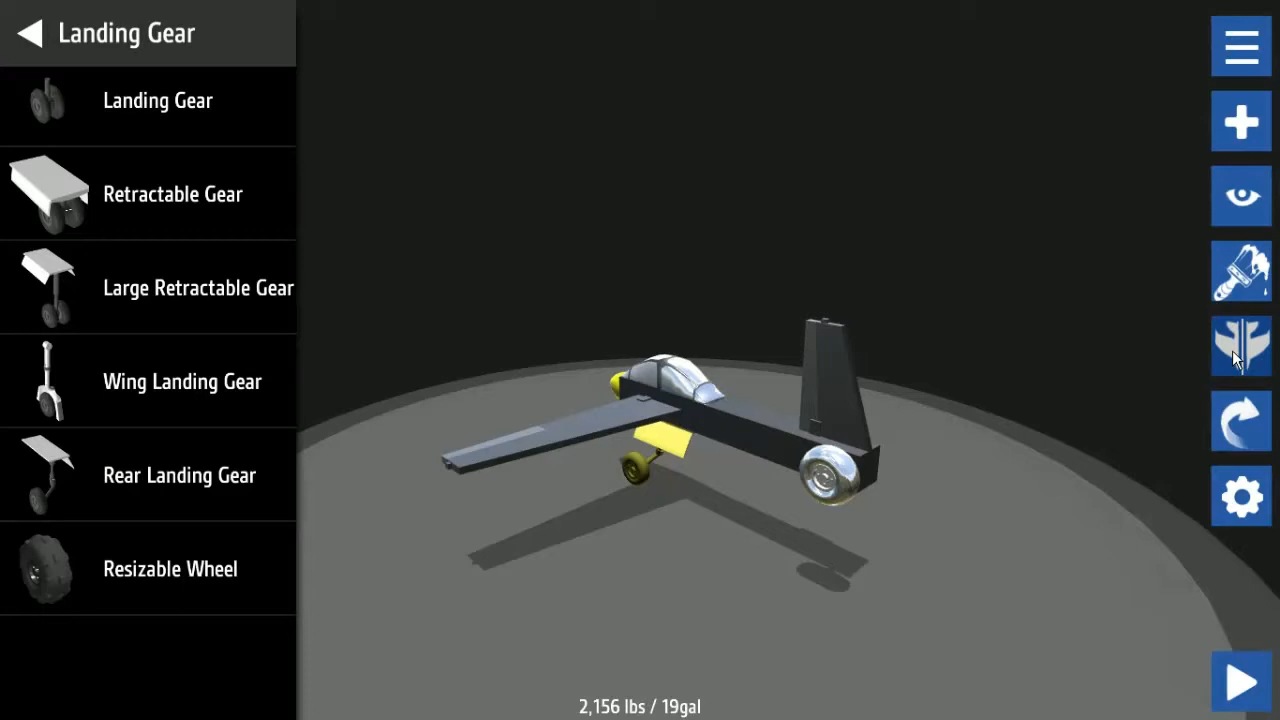 Landing Gear
Landing Gear
Retractable Gear
Large Retractable Gear
Wing Landing Gear
Rear Landing Gear
Resizable Wheel
2,156 lbs / 19gal